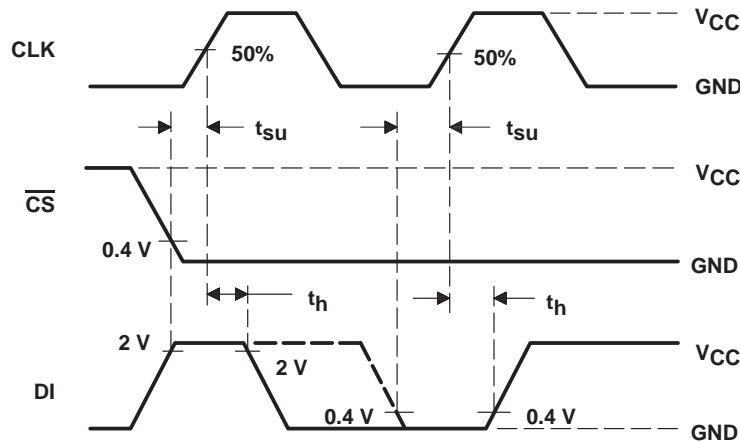 VCC
CLK
50%
50%
GND
tsu
tsu
VCC
CS
0.4 V
GND
th
th
2 V
2 V
VCC
DI
0.4 V
0.4 V
GND